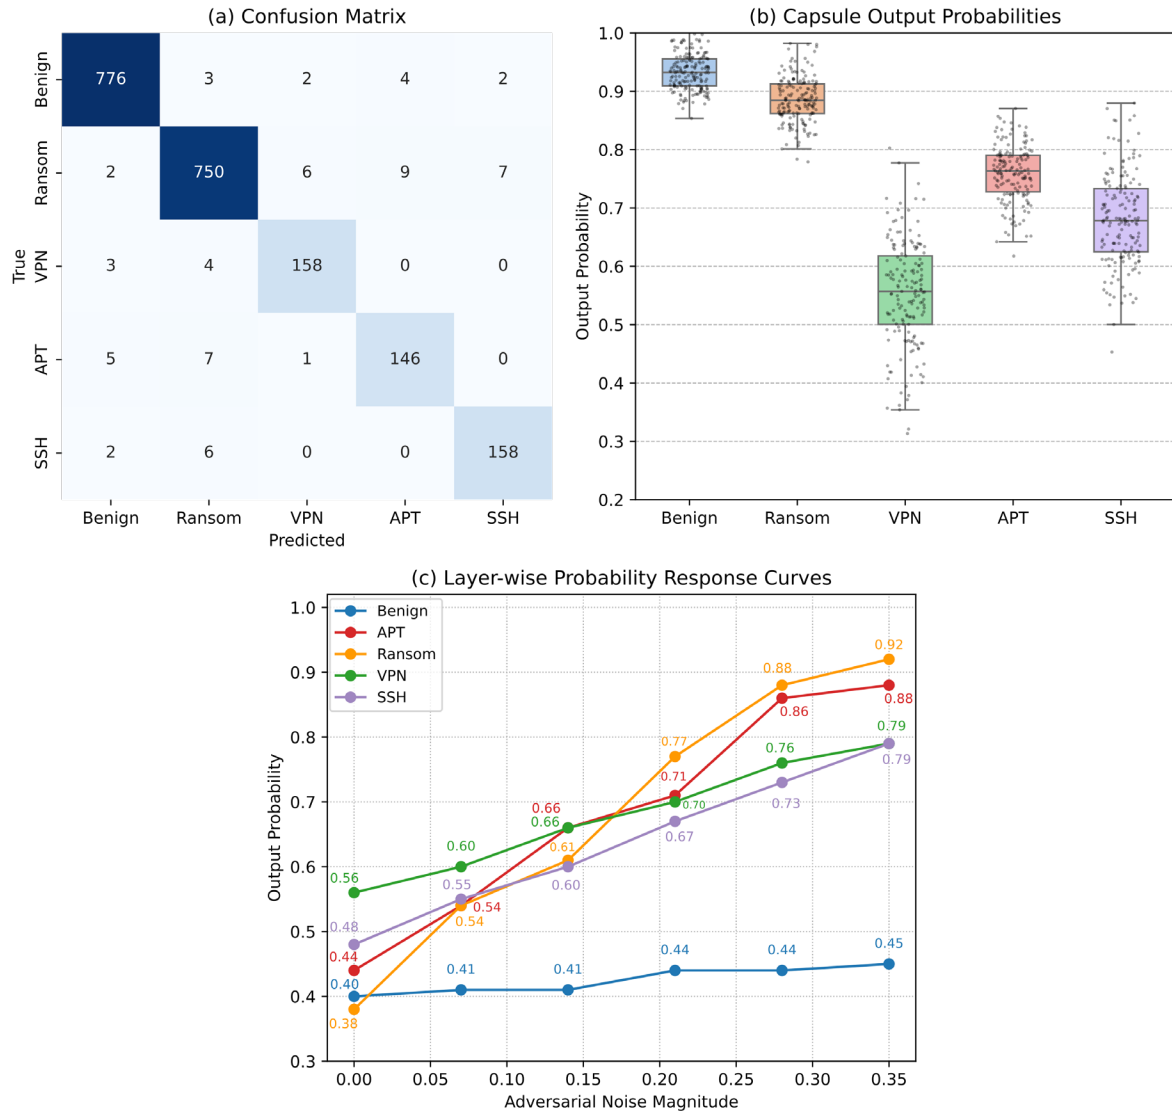 (a) Confusion Matrix
True
Benign 776 3 2 4 2
Ransom 2 750 6 9 7
VPN 3 4 158 0 0
APT 5 7 1 146 0
SSH 2 6 0 0 158
Benign Ransom VPN APT SSH
Predicted
(b) Capsule Output Probabilities
Output Probability
1.0
0.9
0.8
0.7
0.6
0.5
0.4
0.3
0.2
Benign Ransom VPN APT SSH
(c) Layer-wise Probability Response Curves
Benign
APT
Ransom
VPN
SSH
Output Probability
1.0
0.9
0.8
0.7
0.6
0.5
0.4
0.3
0.40 0.41 0.41 0.44 0.44 0.45
0.44 0.54 0.66 0.71 0.86 0.88
0.38 0.54 0.61 0.77 0.88 0.92
0.56 0.60 0.66 0.70 0.76 0.79
0.48 0.55 0.60 0.67 0.73 0.79
0.00 0.05 0.10 0.15 0.20 0.25 0.30 0.35
Adversarial Noise Magnitude